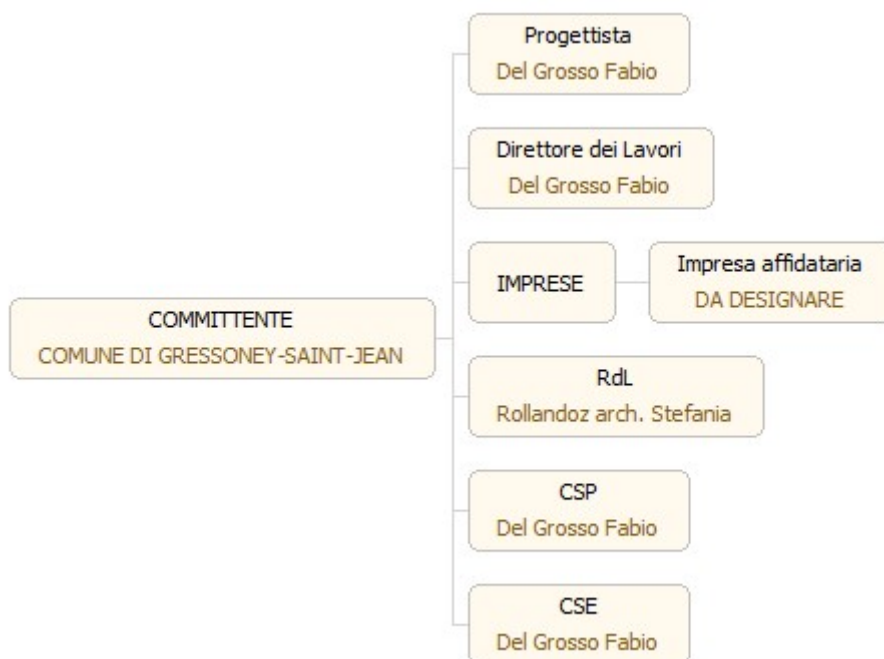 Progettista
Del Grosso Fabio
Direttore dei Lavori
Del Grosso Fabio
IMPRESE
Impresa affidataria
DA DESIGNARE
COMMITTENTE
COMUNE DI GRESSONEY-SAINT-JEAN
RdL
Rollandoz arch. Stefania
CSP
Del Grosso Fabio
CSE
Del Grosso Fabio